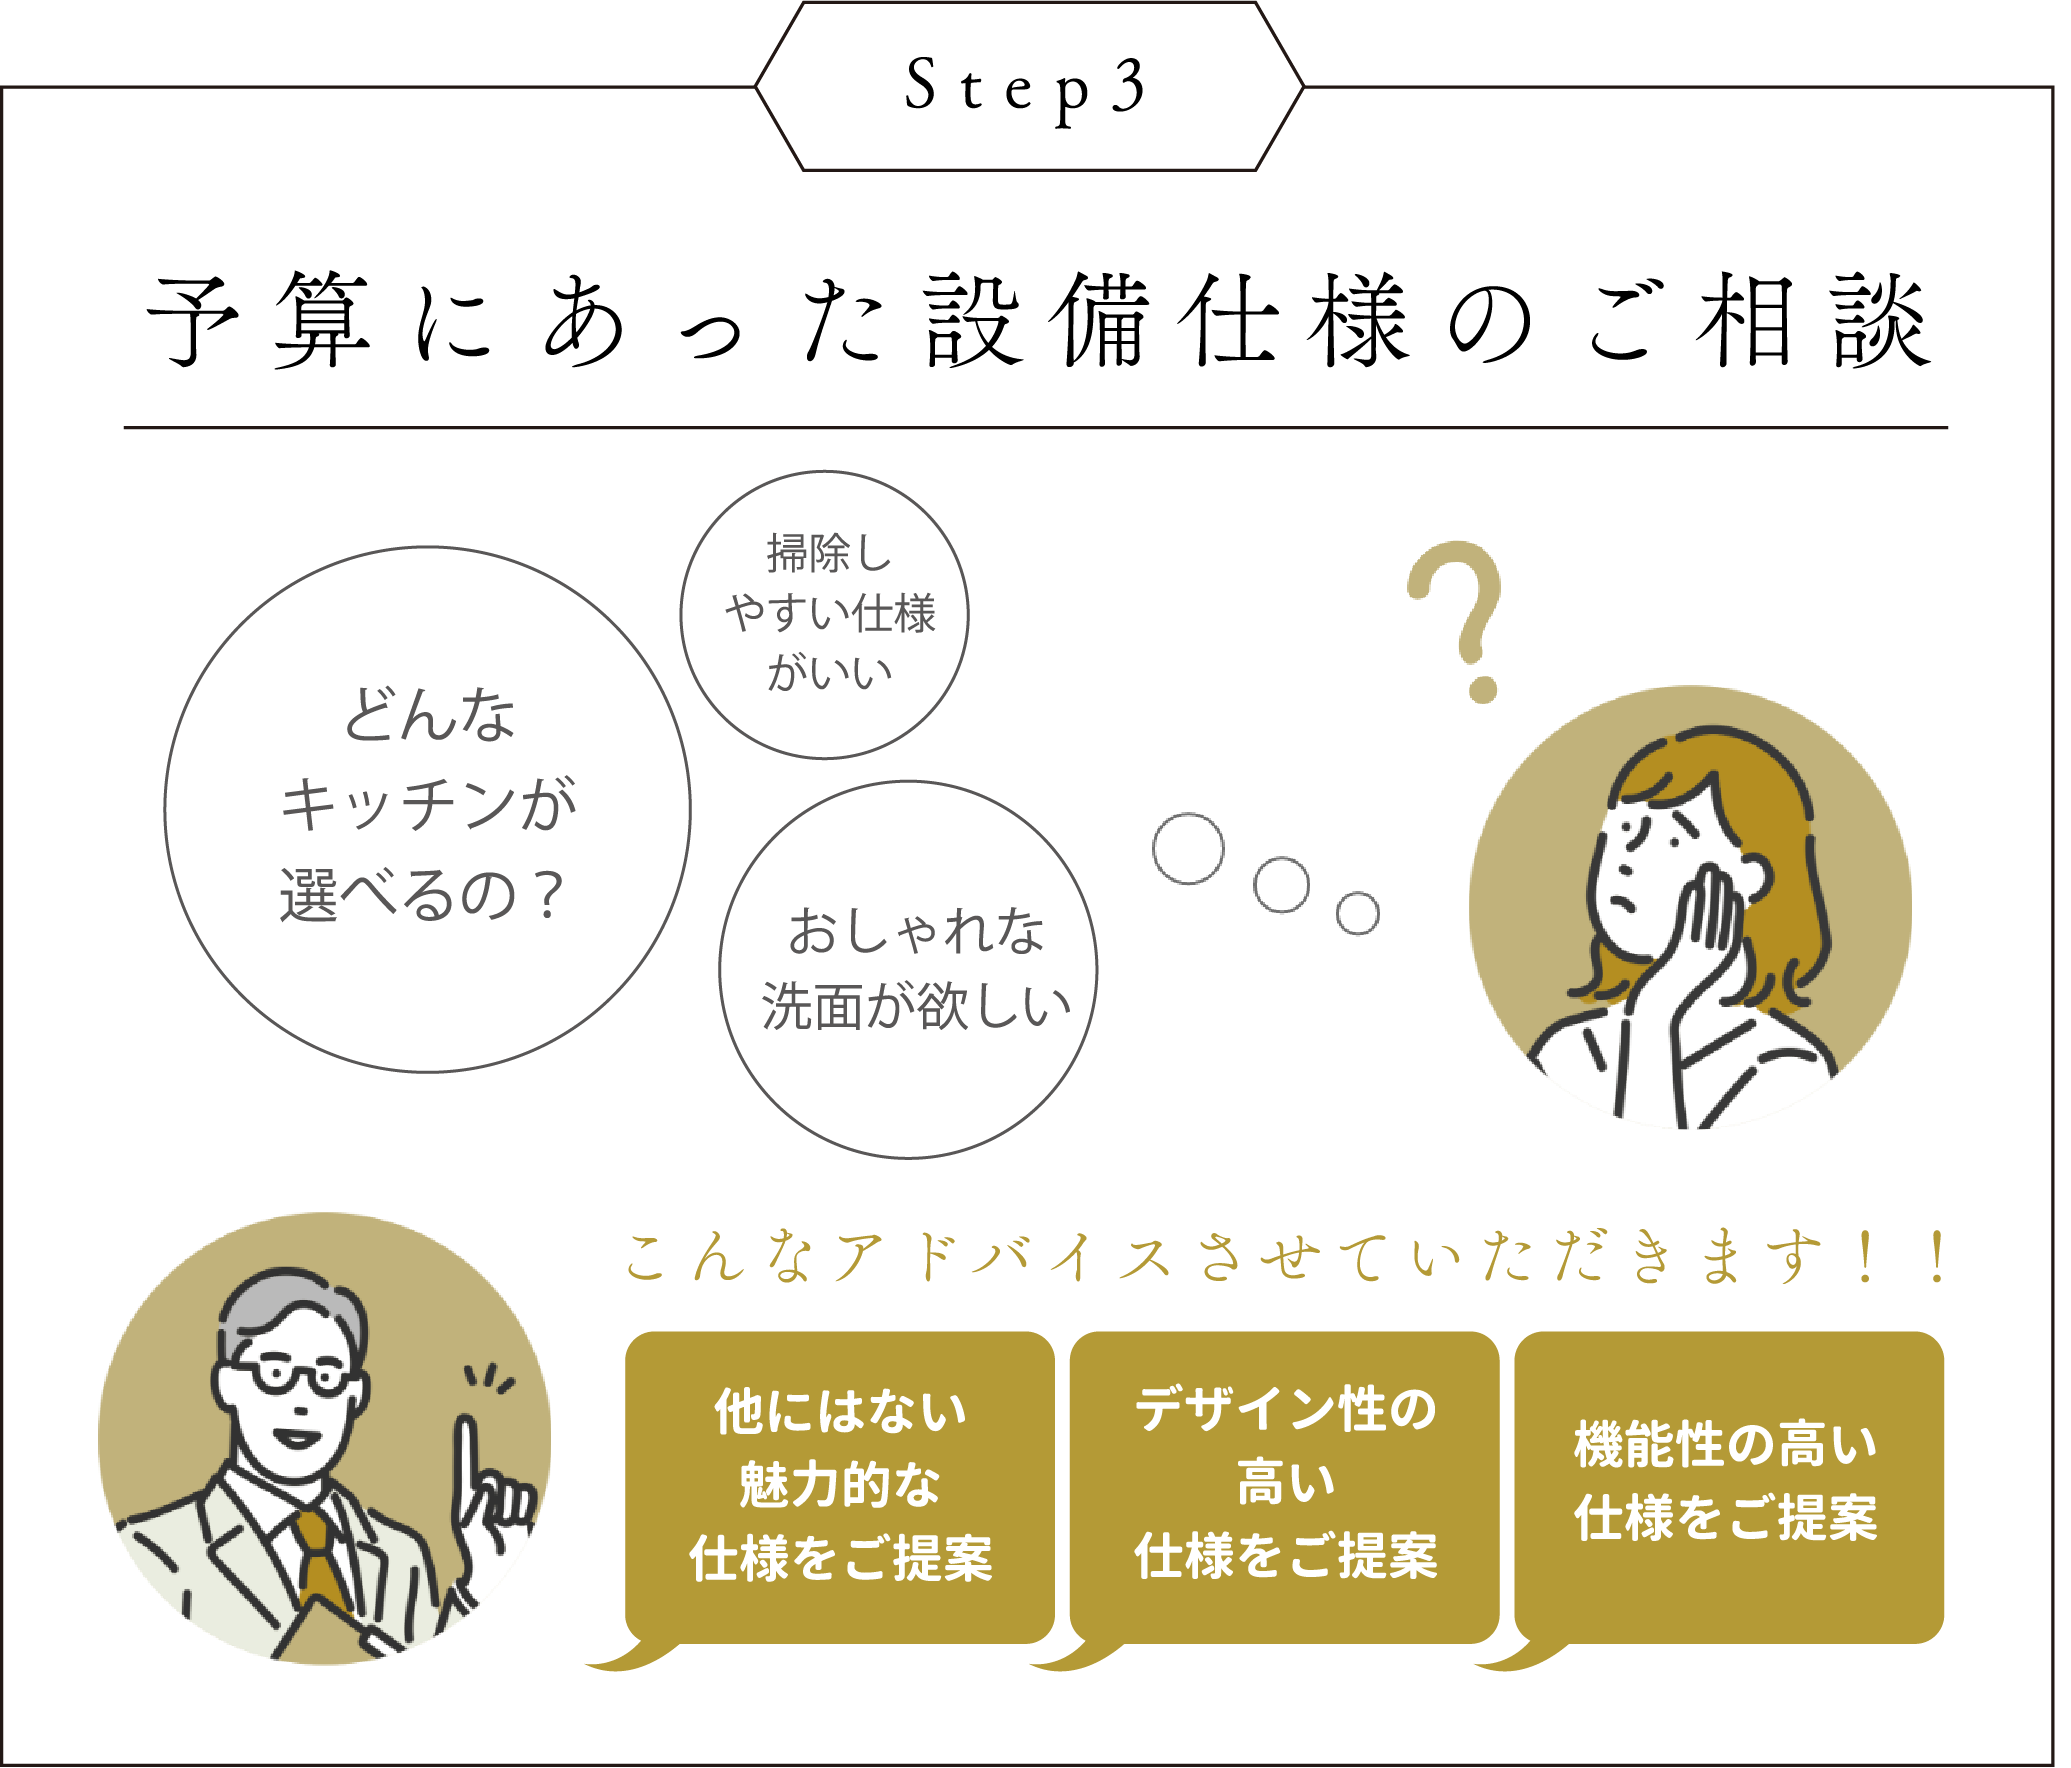 Step3
予算にあった設備仕様のご相談
どんな
キッチンが
選べるの？
掃除し
やすい仕様
がいい
おしゃれな
洗面が欲しい
?
こんなアドバイスさせていただきます！！
他にはない
魅力的な
仕様をご提案
デザイン性の
高い
仕様をご提案
機能性の高い
仕様をご提案